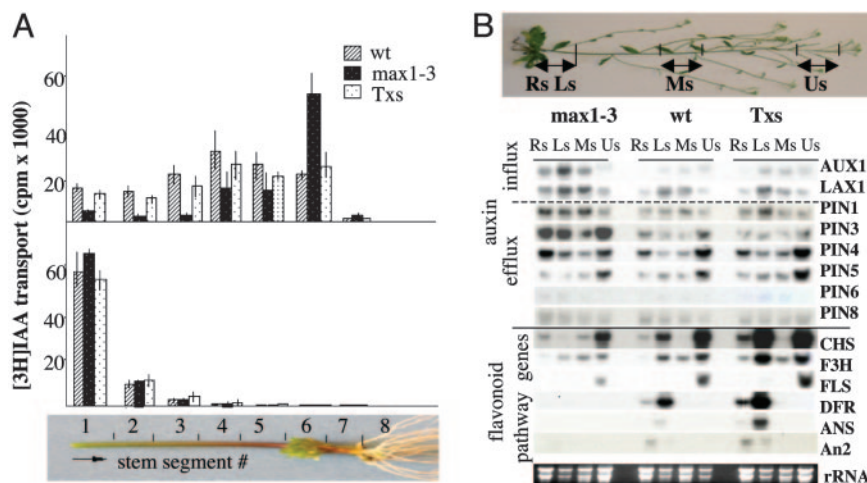 A
[3H]IAA transport (cpm x 1000)
wt
max1-3
Txs
60
40
20
60
40
20
1 2 3 4 5 6 7 8
stem segment #
B
Rs Ls Ms Us
max1-3 wt Txs
Rs Ls Ms Us Rs Ls Ms Us Rs Ls Ms Us
influx
AUX1
LAX1
auxin
efflux
PIN1
PIN3
PIN4
PIN5
PIN6
PIN8
flavonoid
pathway
genes
CHS
F3H
FLS
DFR
ANS
An2
rRNA